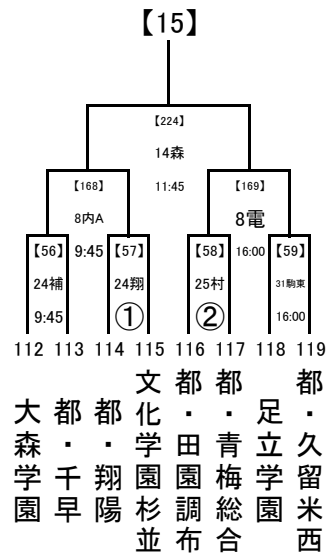 【15】
【224】
14森
11:45
【168】
8内A
9:45
【169】
8電
16:00
【56】
24補
9:45
【57】
24翔
①
【58】
25村
②
【59】
31駒東
16:00
112 113 114 115 116 117 118 119
大森学園
都・千早
都・翔陽
文化学園杉並
都・田園調布
都・青梅総合
足立学園
都・久留米西